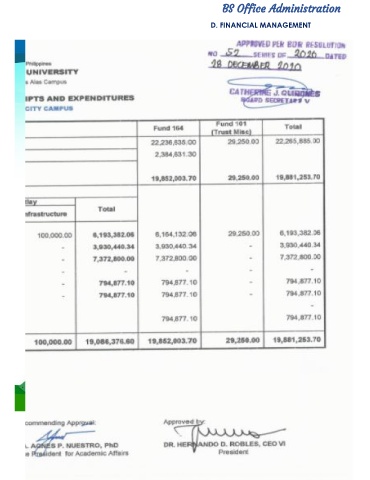 BS Office Administration
D. FINANCIAL MANAGEMENT
APPROVED PER BOR RESOLUTION
NO. 52 SERIES OF 2020 DATED
18 DECEMBER 2020
CATHERINE J. QUIÑONES
BOARD SECRETARY V
Philippines
UNIVERSITY
Alas Campus
IPTS AND EXPENDITURES
CITY CAMPUS
Fund 164 Fund 101 (Trust Misc) Total
22,236,635.00 29,250.00 22,265,885.00
2,384,631.30
19,852,003.70 29,250.00 19,881,253.70
lley
nfrastructure Total
100,000.00 6,193,382.06 6,164,132.06 29,250.00 6,193,382.06
- 3,930,440.34 3,930,440.34 - 3,930,440.34
- 7,372,800.00 7,372,800.00 - 7,372,800.00
- - - - -
- 794,877.10 794,877.10 - 794,877.10
- 794,877.10 - 794,877.10
794,877.10 794,877.10
100,000.00 19,086,376.60 19,852,003.70 29,250.00 19,881,253.70
commending Approval: Approved by:
AGNES P. NUESTRO, PhD DR. HERNANDO D. ROBLES, CEO VI
e President for Academic Affairs President